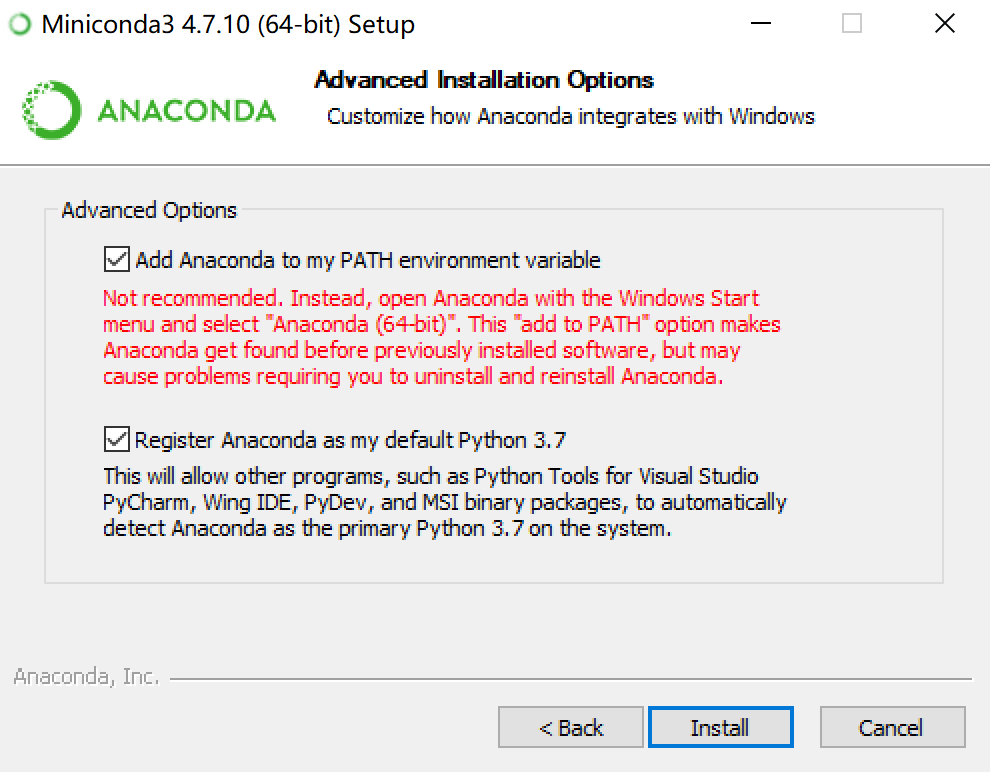 Miniconda3 4.7.10 (64-bit) Setup
ANACONDA
Advanced Installation Options
Customize how Anaconda integrates with Windows
Advanced Options
Add Anaconda to my PATH environment variable
Not recommended. Instead, open Anaconda with the Windows Start
menu and select "Anaconda (64-bit)". This "add to PATH" option makes
Anaconda get found before previously installed software, but may
cause problems requiring you to uninstall and reinstall Anaconda.
Register Anaconda as my default Python 3.7
This will allow other programs, such as Python Tools for Visual Studio
PyCharm, Wing IDE, PyDev, and MSI binary packages, to automatically
detect Anaconda as the primary Python 3.7 on the system.
Anaconda, Inc.
< Back
Install
Cancel